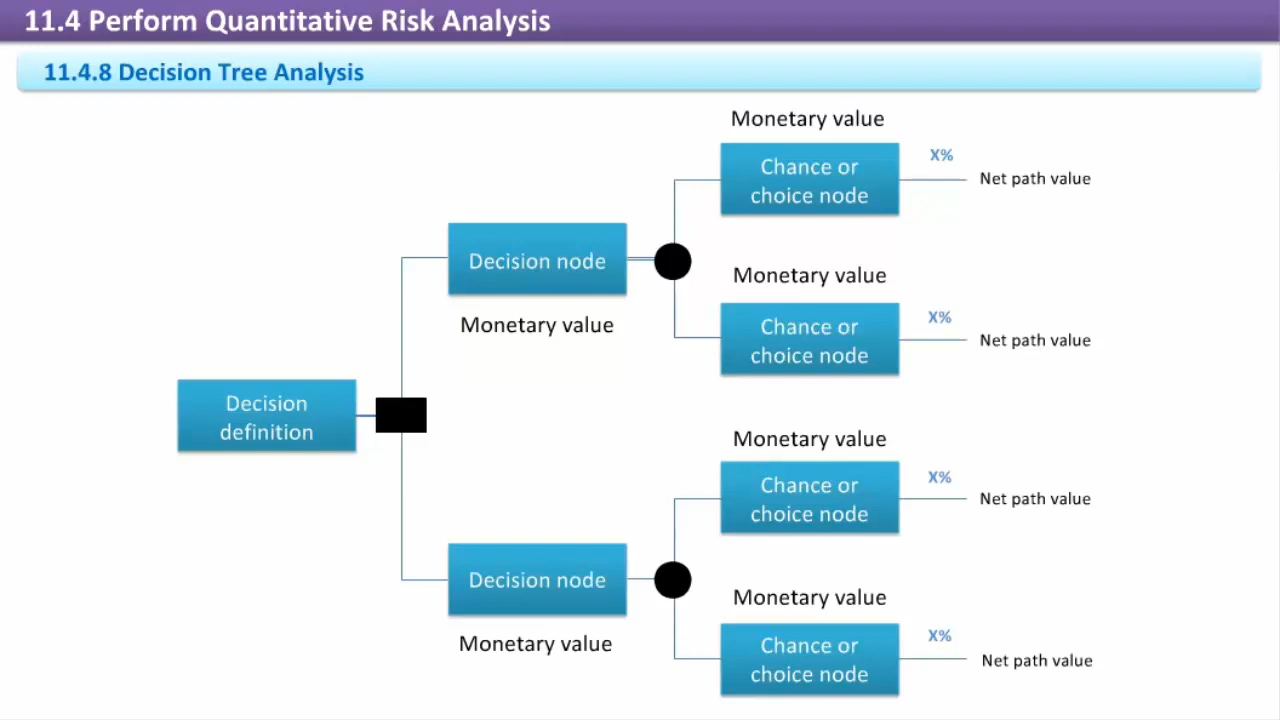 11.4 Perform Quantitative Risk Analysis
11.4.8 Decision Tree Analysis
Monetary value
Chance or
choice node
X%
Net path value
Decision node
Monetary value
Monetary value
Chance or
choice node
X%
Net path value
Decision
definition
Monetary value
Chance or
choice node
X%
Net path value
Decision node
Monetary value
Monetary value
Chance or
choice node
X%
Net path value